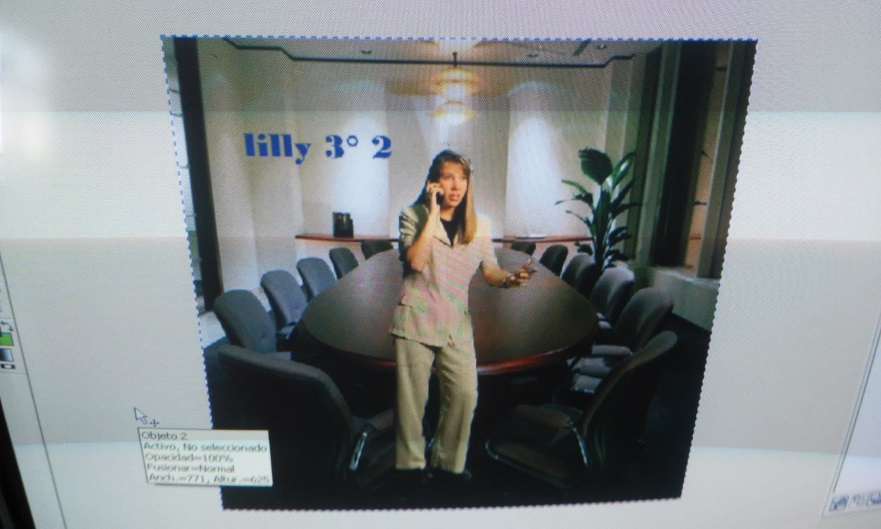 lilly 3° 2
Objeto 2
Activo, No seleccionado
Opacidad=100%
Fusionar=Normal
Anch.=771, Altur.=625